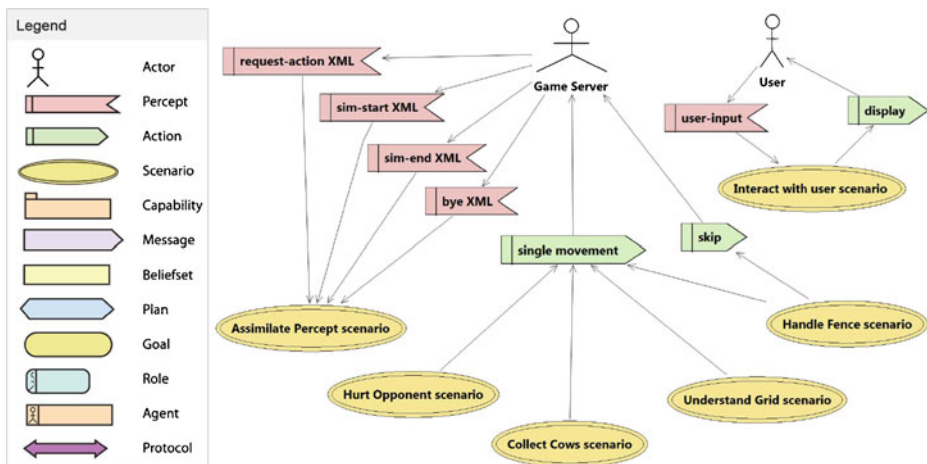 Legend
Actor
Percept
Action
Scenario
Capability
Message
Beliefset
Plan
Goal
Role
Agent
Protocol
request-action XML
sim-start XML
sim-end XML
bye XML
Game Server
User
user-input
display
Interact with user scenario
single movement
skip
Assimilate Percept scenario
Handle Fence scenario
Hurt Opponent scenario
Understand Grid scenario
Collect Cows scenario